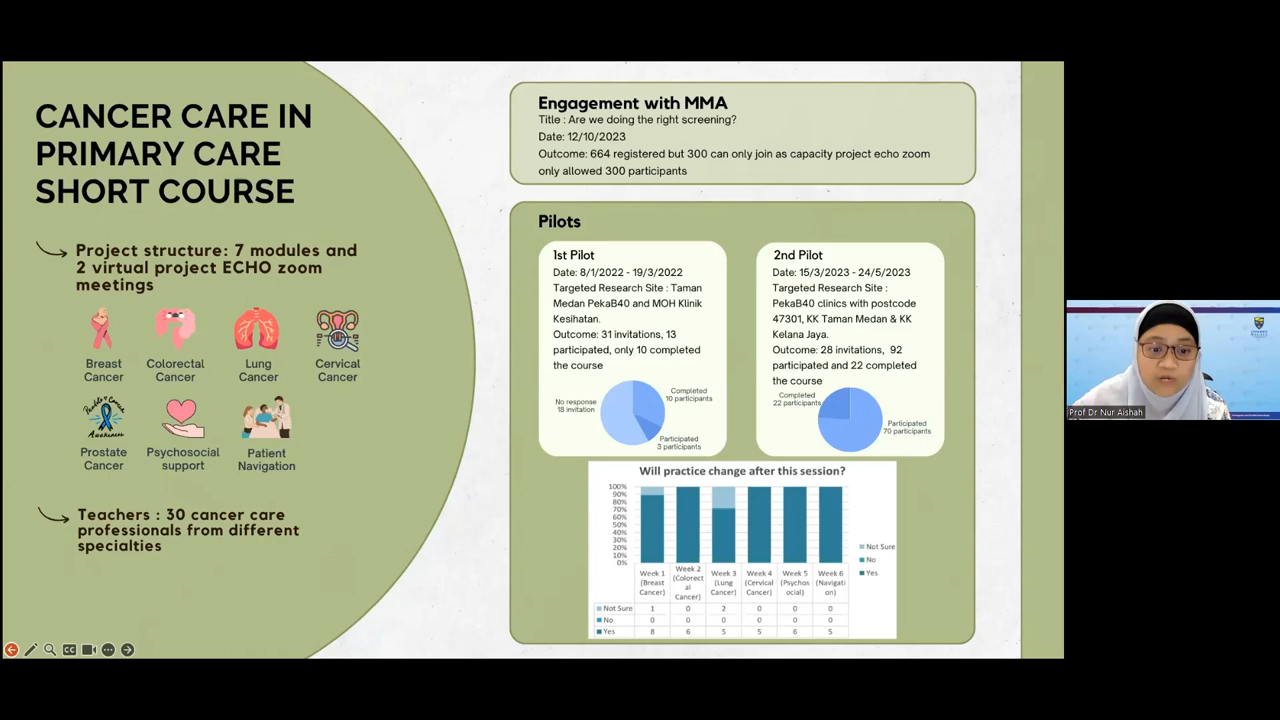 CANCER CARE IN
PRIMARY CARE
SHORT COURSE
Project structure: 7 modules and
2 virtual project ECHO zoom
meetings
Breast
Cancer
Colorectal
Cancer
Lung
Cancer
Cervical
Cancer
Prostate
Cancer
Psychosocial
support
Patient
Navigation
Teachers : 30 cancer care
professionals from different
specialties
Engagement with MMA
Title : Are we doing the right screening?
Date: 12/10/2023
Outcome: 664 registered but 300 can only join as capacity project echo zoom
only allowed 300 participants
Pilots
1st Pilot
Date: 8/1/2022 - 19/3/2022
Targeted Research Site : Taman
Medan PekaB40 and MOH Klinik
Kesihatan.
Outcome: 31 invitations, 13
participated, only 10 completed
the course
No response
18 invitation
Completed
10 participants
Participated
3 participants
2nd Pilot
Date: 15/3/2023 - 24/5/2023
Targeted Research Site :
PekaB40 clinics with postcode
47301, KK Taman Medan & KK
Kelana Jaya.
Outcome: 28 invitations, 92
participated and 22 completed
the course
Completed
22 participants
Participated
70 participants
Will practice change after this session?
100%
90%
80%
70%
60%
50%
40%
30%
20%
10%
0%
Week 1
(Breast
Cancer)
Week 2
(Colorect
al
Cancer)
Week 3
(Lung
Cancer)
Week 4
(Cervical
Cancer)
Week 5
(Psychos
ocial)
Week 6
(Navigati
on)
Not Sure 1 0 2 0 0 0
No 0 0 0 0 0 0
Yes 8 6 5 5 6 5
Not Sure
No
Yes
CC
Prof Dr Nur Aishah